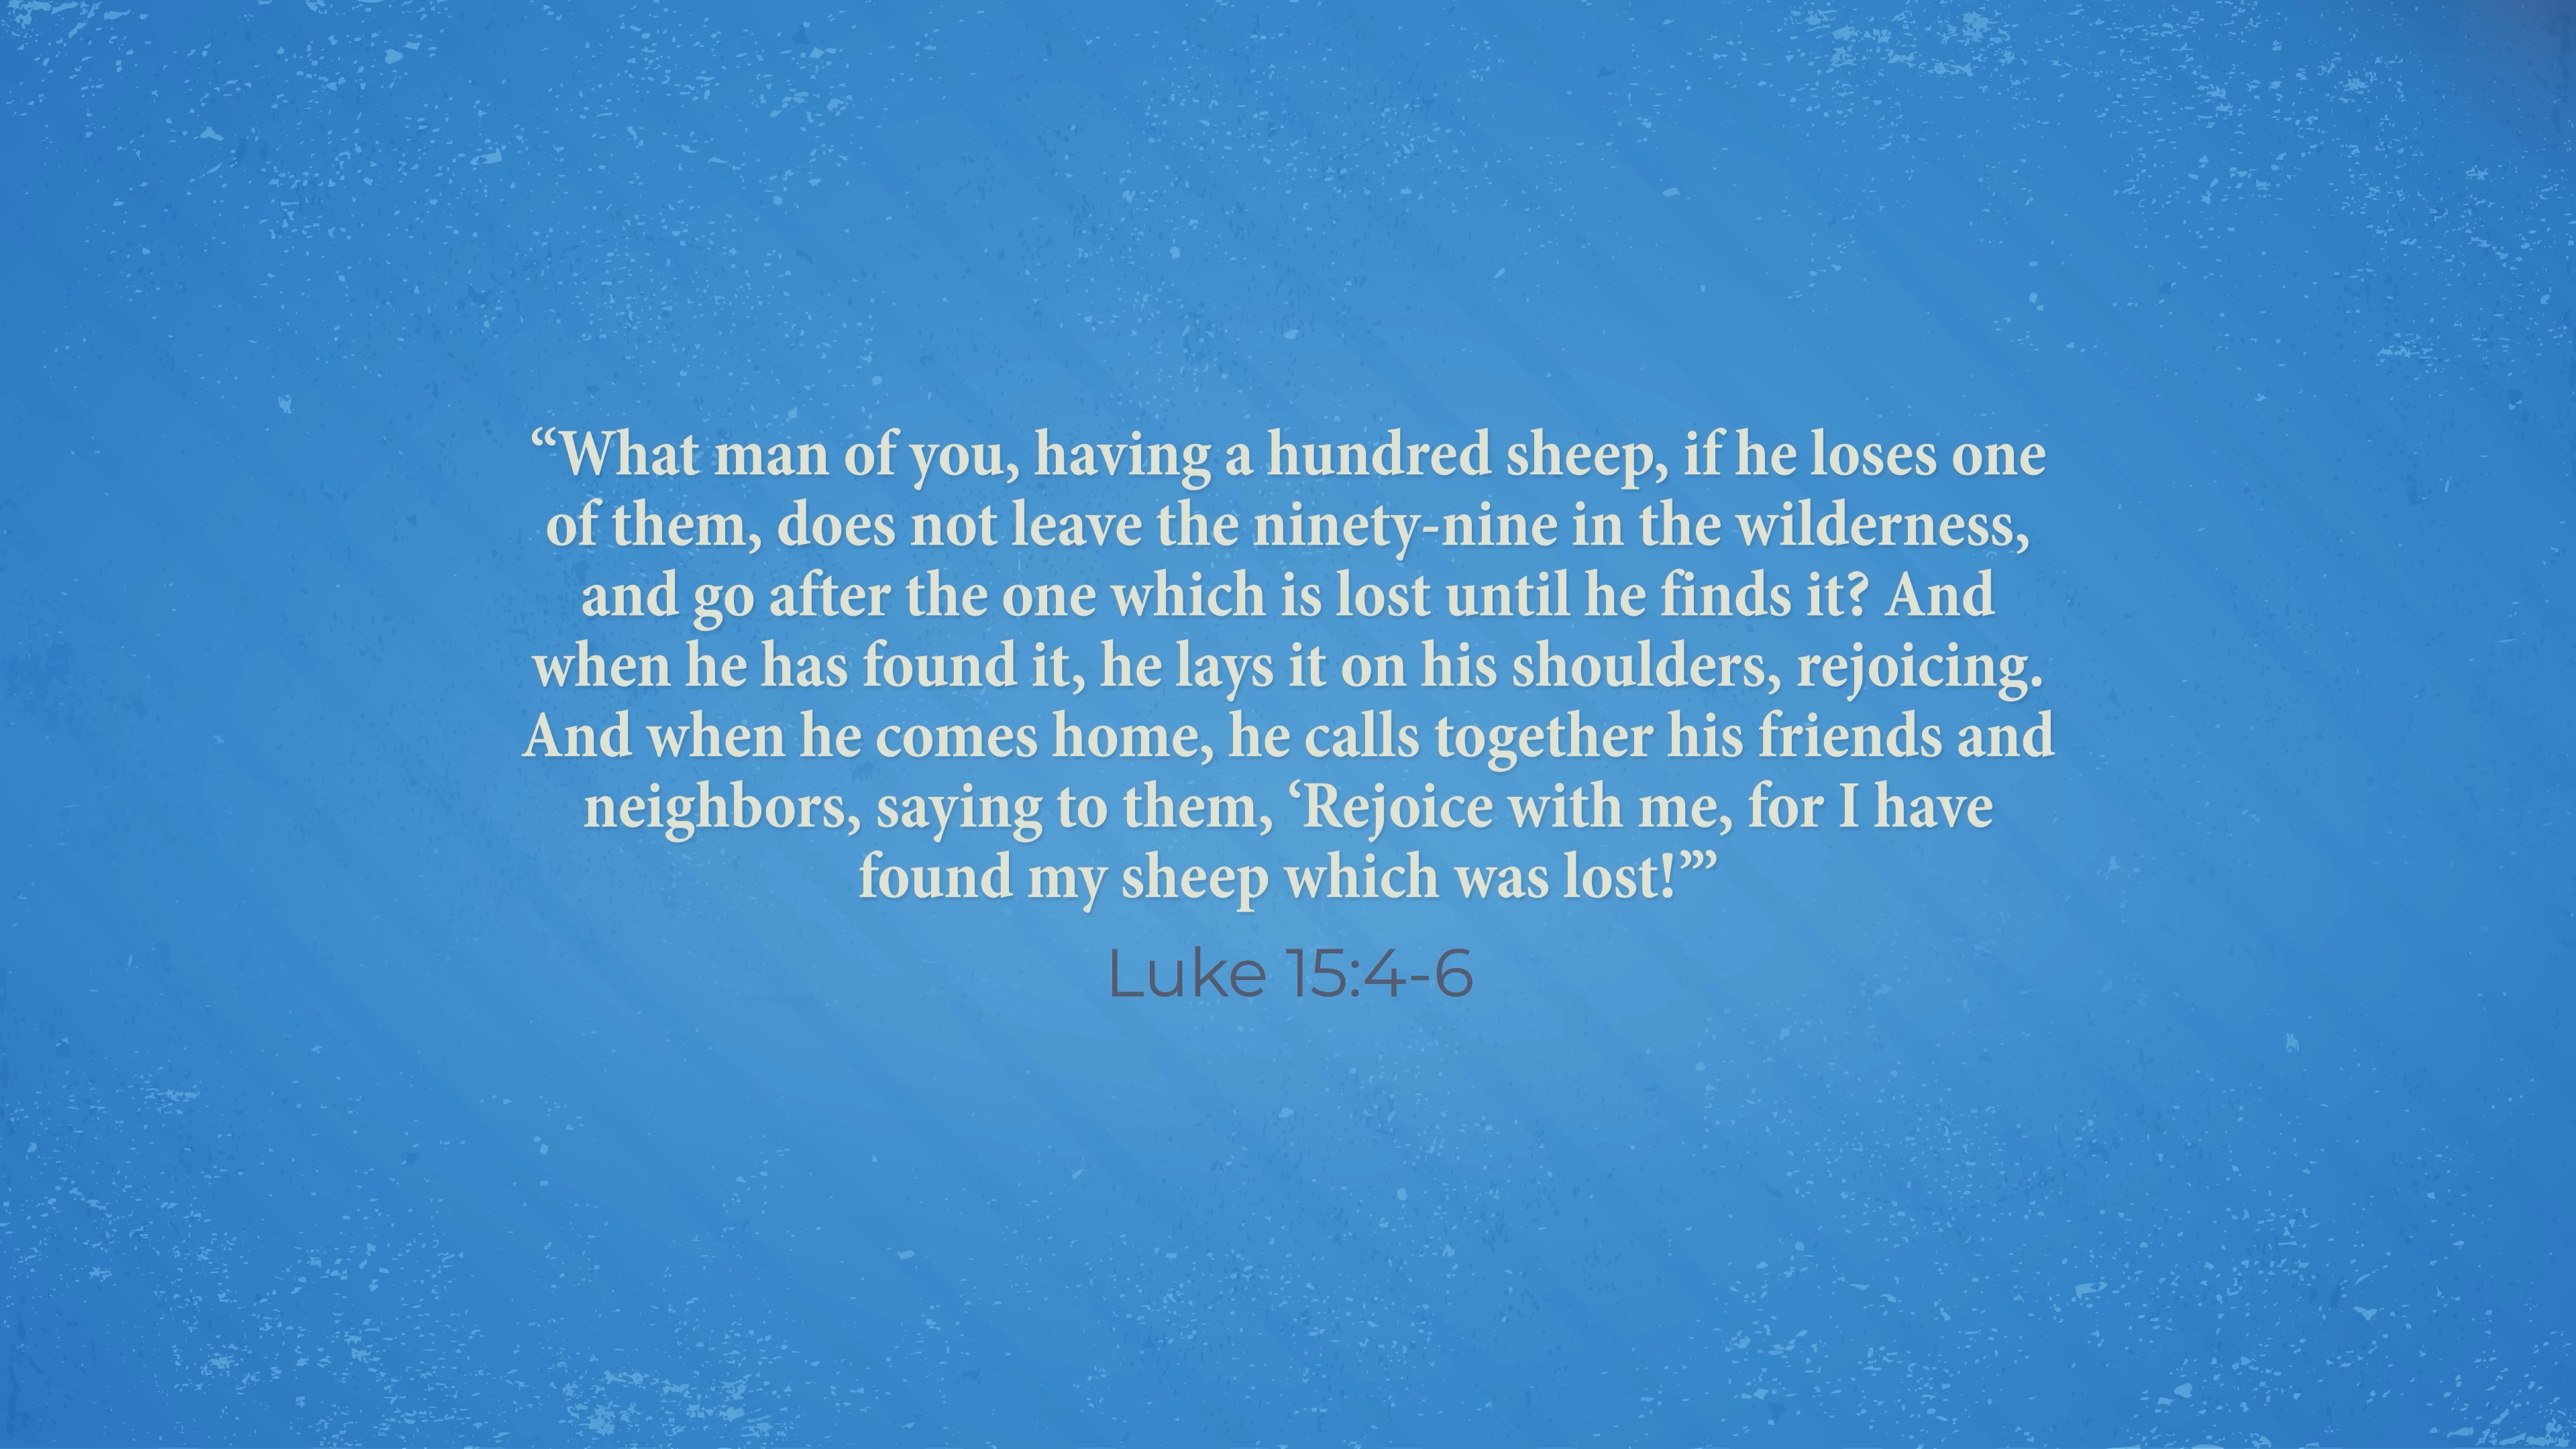 “What man of you, having a hundred sheep, if he loses one
of them, does not leave the ninety-nine in the wilderness,
and go after the one which is lost until he finds it? And
when he has found it, he lays it on his shoulders, rejoicing.
And when he comes home, he calls together his friends and
neighbors, saying to them, ‘Rejoice with me, for I have
found my sheep which was lost!’”
Luke 15:4-6